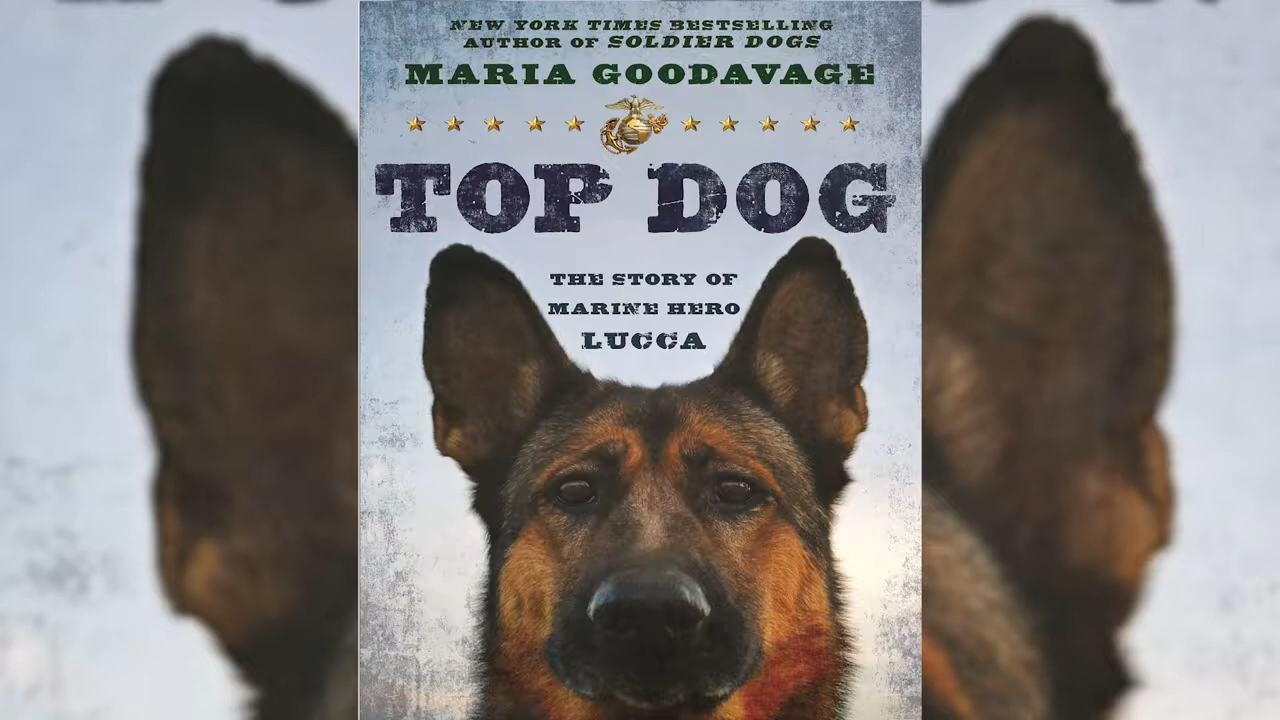 NEW YORK TIMES BESTSELLING
AUTHOR OF SOLDIER DOGS
MARIA GOODAVAGE
TOP DOG
THE STORY OF
MARINE HERO
LUCCA